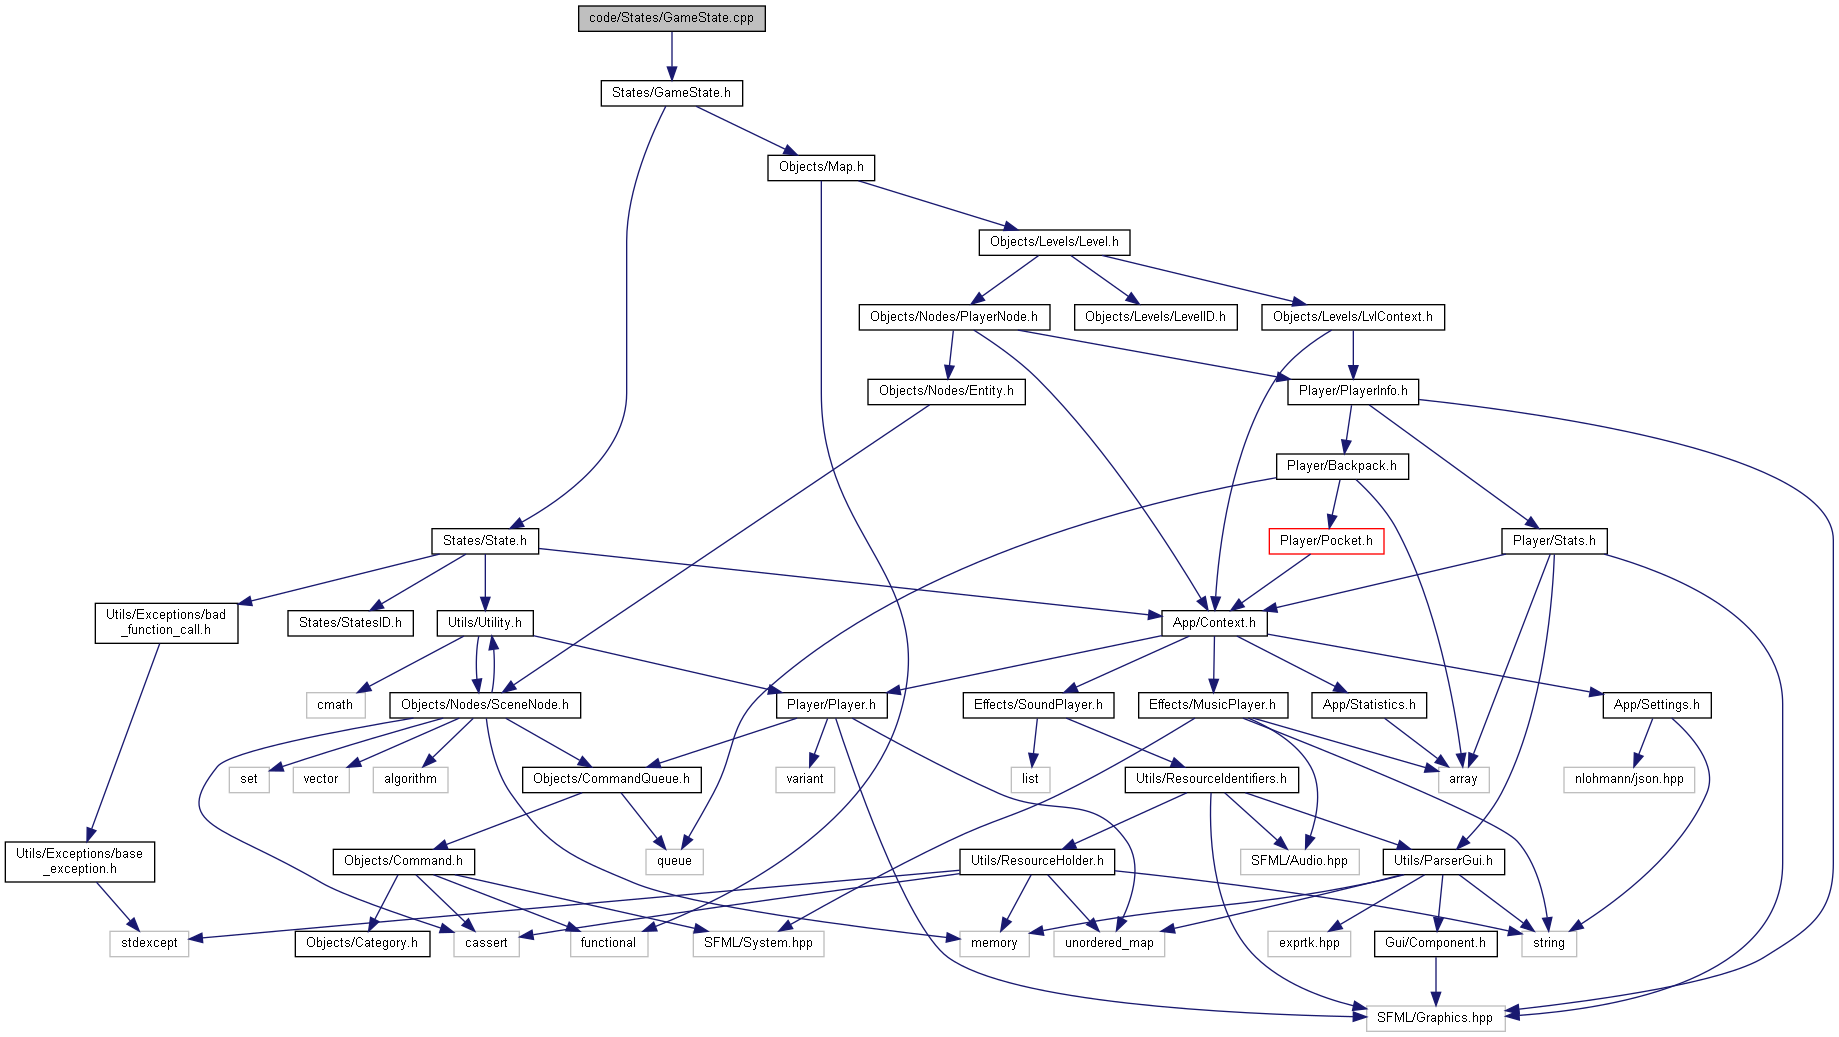 code/States/GameState.cpp
States/GameState.h
Objects/Map.h
Objects/Levels/Level.h
Objects/Nodes/PlayerNode.h
Objects/Levels/LevelID.h
Objects/Levels/LvlContext.h
Objects/Nodes/Entity.h
Player/PlayerInfo.h
Player/Backpack.h
States/State.h
Player/Pocket.h
Player/Stats.h
Utils/Exceptions/bad
_function_call.h
States/StatesID.h
Utils/Utility.h
App/Context.h
cmath
Objects/Nodes/SceneNode.h
Player/Player.h
Effects/SoundPlayer.h
Effects/MusicPlayer.h
App/Statistics.h
App/Settings.h
set
vector
algorithm
Objects/CommandQueue.h
variant
list
Utils/ResourceIdentifiers.h
array
nlohmann/json.hpp
Utils/Exceptions/base
_exception.h
Objects/Command.h
queue
Utils/ResourceHolder.h
SFML/Audio.hpp
Utils/ParserGui.h
stdexcept
Objects/Category.h
cassert
functional
SFML/System.hpp
memory
unordered_map
exprtk.hpp
Gui/Component.h
string
SFML/Graphics.hpp